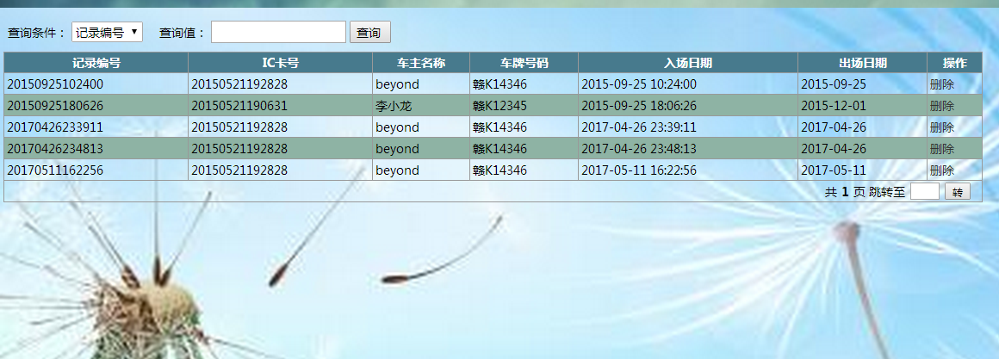 查询条件： 记录编号 查询值： 查询
记录编号 IC卡号 车主名称 车牌号码 入场日期 出场日期 操作
20150925102400 20150521192828 beyond 赣K14346 2015-09-25 10:24:00 2015-09-25 删除
20150925180626 20150521190631 李小龙 赣K12345 2015-09-25 18:06:26 2015-12-01 删除
20170426233911 20150521192828 beyond 赣K14346 2017-04-26 23:39:11 2017-04-26 删除
20170426234813 20150521192828 beyond 赣K14346 2017-04-26 23:48:13 2017-04-26 删除
20170511162256 20150521192828 beyond 赣K14346 2017-05-11 16:22:56 2017-05-11 删除
共 1 页 跳转至 转